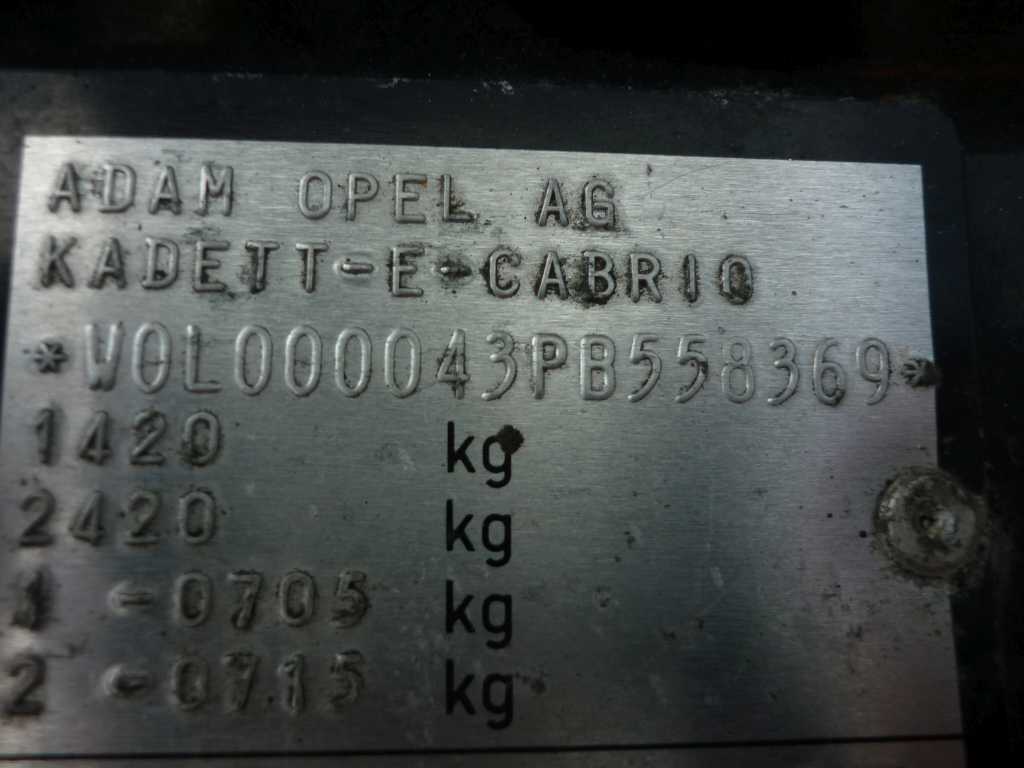 ADAM OPEL AG
KADETT-E-CABRIO
*W0L000043PB558369*
1420 kg
2420 kg
1 -0705 kg
2 -0715 kg